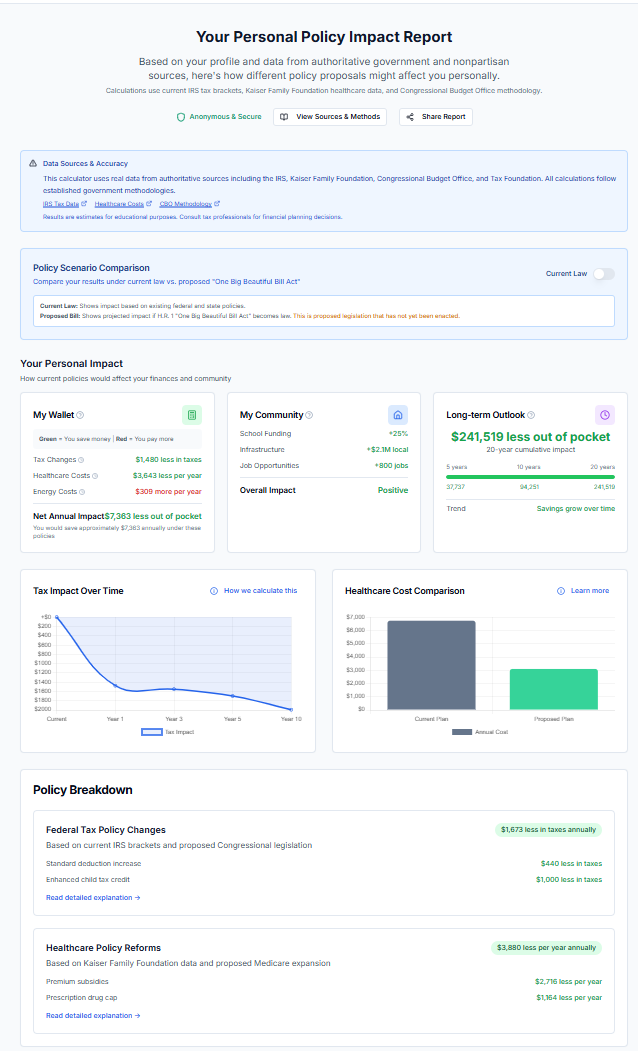 Your Personal Policy Impact Report
Based on your profile and data from authoritative government and nonpartisan
sources, here's how different policy proposals might affect you personally.
Calculations use current IRS tax brackets, Kaiser Family Foundation healthcare data, and Congressional Budget Office methodology.
Anonymous & Secure
View Sources & Methods
Share Report
Data Sources & Accuracy
This calculator uses real data from authoritative sources including the IRS, Kaiser Family Foundation, Congressional Budget Office, and Tax Foundation. All calculations follow
established government methodologies.
IRS Tax Data
Healthcare Costs
CBO Methodology
Results are estimates for educational purposes. Consult tax professionals for financial planning decisions.
Policy Scenario Comparison
Compare your results under current law vs. proposed "One Big Beautiful Bill Act"
Current Law
Current Law: Shows impact based on existing federal and state policies.
Proposed Bill: Shows projected impact if H.R. 1 "One Big Beautiful Bill Act" becomes law. This is proposed legislation that has not yet been enacted.
Your Personal Impact
How current policies would affect your finances and community
My Wallet
Green = You save money | Red = You pay more
Tax Changes $1,480 less in taxes
Healthcare Costs $3,643 less per year
Energy Costs $309 more per year
Net Annual Impact $7,363 less out of pocket
You would save approximately $7,363 annually under these
policies
My Community
School Funding +25%
Infrastructure +$2.1M local
Job Opportunities +800 jobs
Overall Impact Positive
Long-term Outlook
$241,519 less out of pocket
20-year cumulative impact
5 years 10 years 20 years
37,737 94,251 241,519
Trend Savings grow over time
Tax Impact Over Time
How we calculate this
+$0
$200
$400
$600
$800
$1000
$1200
$1400
$1600
$1800
$2000
Current Year 1 Year 3 Year 5 Year 10
Tax Impact
Healthcare Cost Comparison
Learn more
$7,000
$6,000
$5,000
$4,000
$3,000
$2,000
$1,000
$0
Current Plan Proposed Plan
Annual Cost
Policy Breakdown
Federal Tax Policy Changes
$1,673 less in taxes annually
Based on current IRS brackets and proposed Congressional legislation
Standard deduction increase $440 less in taxes
Enhanced child tax credit $1,000 less in taxes
Read detailed explanation →
Healthcare Policy Reforms
$3,880 less per year annually
Based on Kaiser Family Foundation data and proposed Medicare expansion
Premium subsidies $2,716 less per year
Prescription drug cap $1,164 less per year
Read detailed explanation →